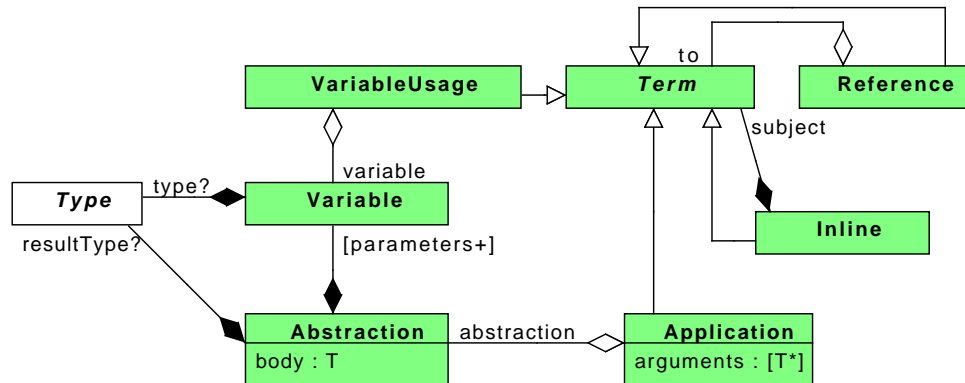 to
VariableUsage
Term
Reference
subject
variable
type?
Type
Variable
Inline
resultType?
[parameters+]
Abstraction
abstraction
Application
body : T
arguments : [T*]